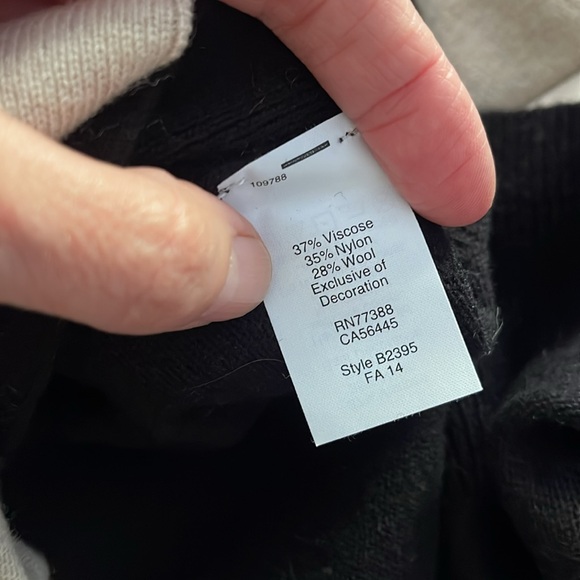 109788
37% Viscose
35% Nylon
28% Wool
Exclusive of
Decoration
RN77388
CA56445
Style B2395
FA 14